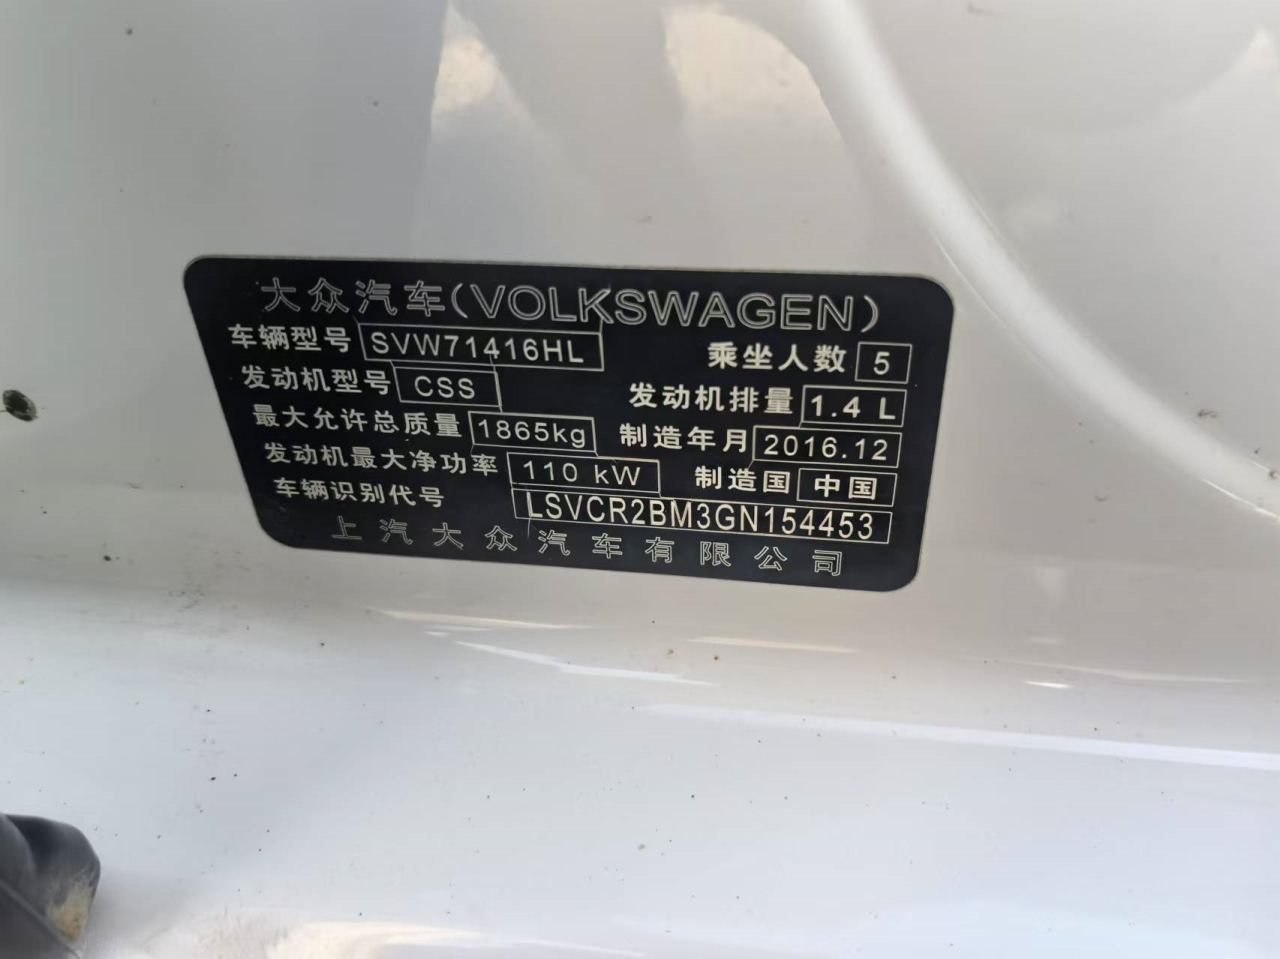 大众汽车(VOLKSWAGEN)
车辆型号 SVW71416HL 乘坐人数 5
发动机型号 CSS 发动机排量 1.4 L
最大允许总质量 1865kg 制造年月 2016.12
发动机最大净功率 110 kW 制造国 中国
车辆识别代号 LSVCR2BM3GN154453
上汽大众汽车有限公司